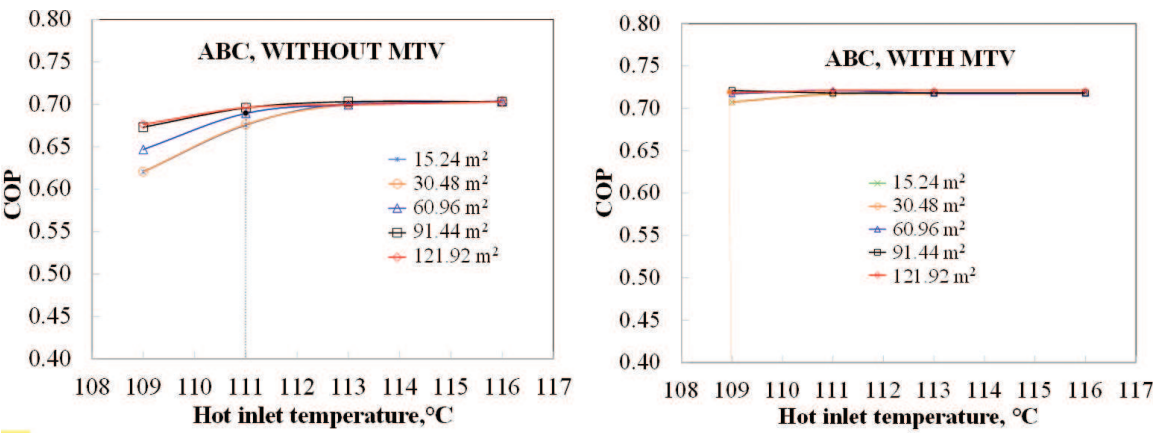 ABC, WITHOUT MTV
0.80
0.75
0.70
0.65
0.60
0.55
0.50
0.45
0.40
COP
15.24 m²
30.48 m²
60.96 m²
91.44 m²
121.92 m²
108 109 110 111 112 113 114 115 116 117
Hot inlet temperature,°C
ABC, WITH MTV
0.80
0.75
0.70
0.65
0.60
0.55
0.50
0.45
0.40
COP
15.24 m²
30.48 m²
60.96 m²
91.44 m²
121.92 m²
108 109 110 111 112 113 114 115 116 117
Hot inlet temperature, °C